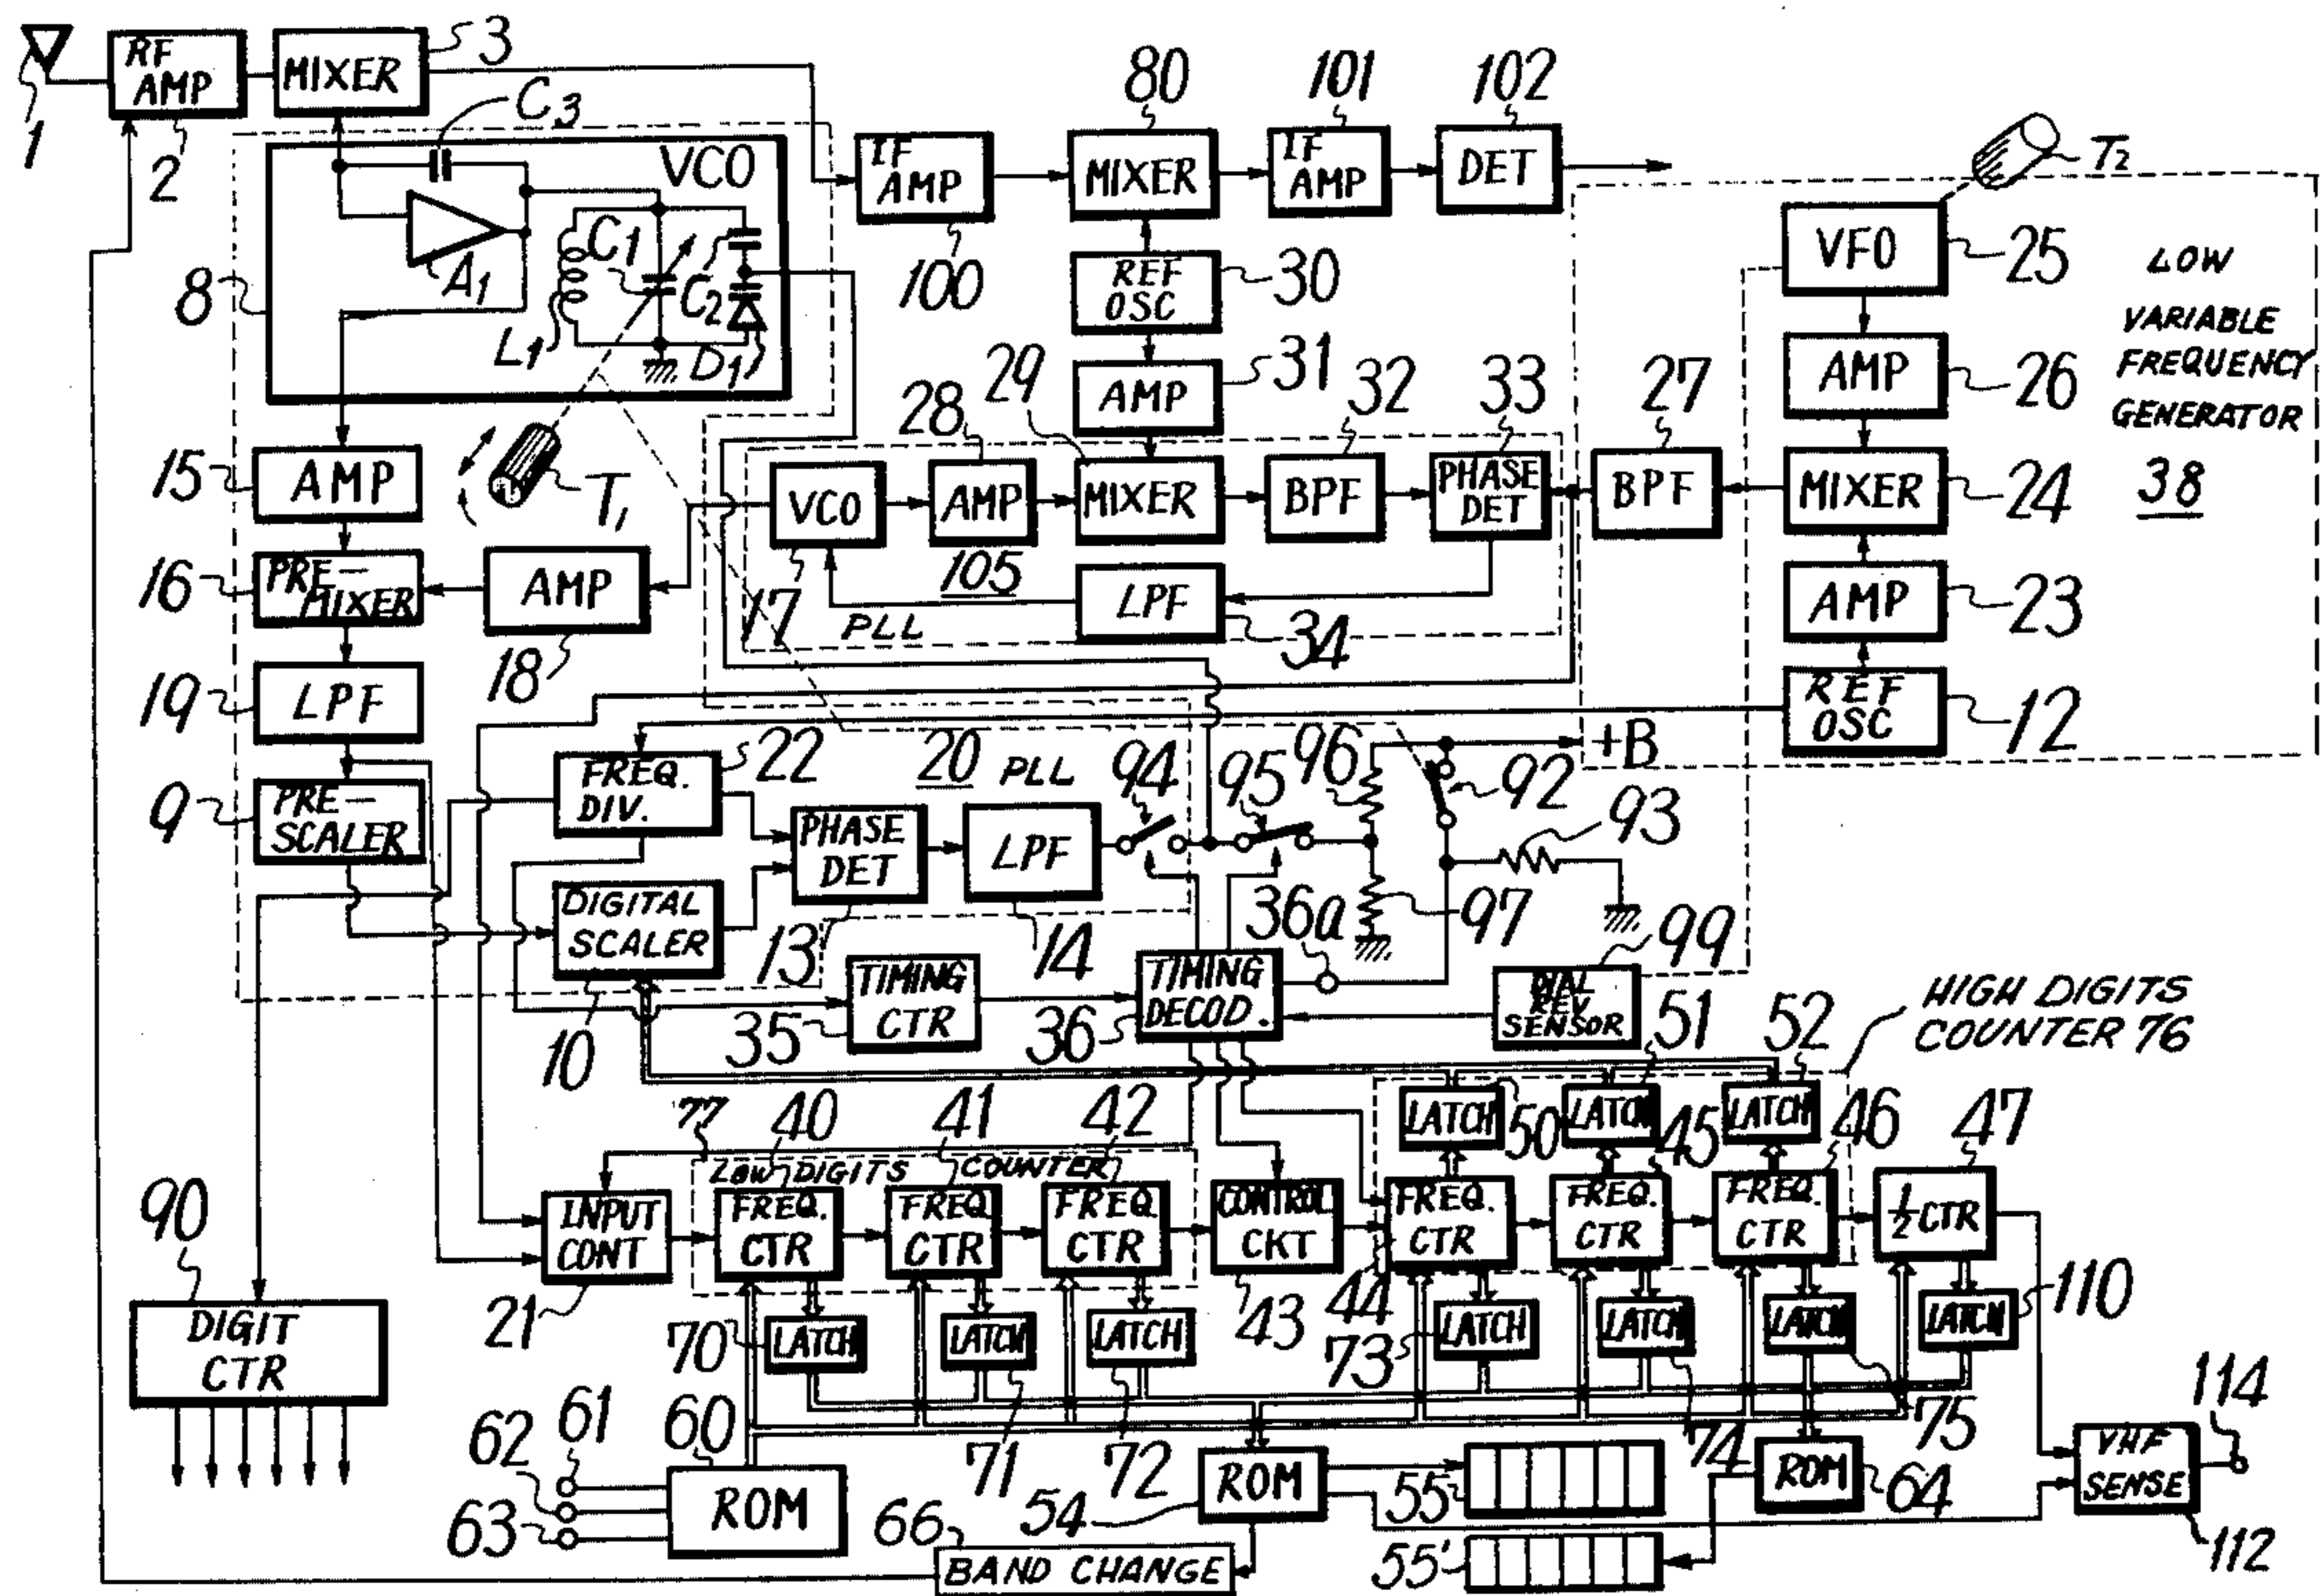 1
RF
AMP
2
MIXER
3
C3
VCO
A1
C1
C2
L1
D1
8
IF
AMP
100
80
MIXER
101
IF
AMP
102
DET
T2
REF
OSC
30
AMP
31
VFO
25
AMP
26
MIXER
24
AMP
23
REF
OSC
12
LOW
VARIABLE
FREQUENCY
GENERATOR
38
27
BPF
28
29
32
33
VCO
AMP
MIXER
BPF
PHASE
DET
17
105
PLL
LPF
34
T1
15
AMP
16
PRE-
MIXER
AMP
18
19
LPF
9
PRE-
SCALER
FREQ.
DIV.
22
20 PLL
PHASE
DET
13
LPF
14
94
95
96
+B
92
93
97
36a
99
DIGITAL
SCALER
10
TIMING
CTR
35
TIMING
DECOD.
36
DIAL
REV
SENSOR
HIGH DIGITS
COUNTER 76
77
40
41
42
LOW DIGITS COUNTER
INPUT
CONT
21
FREQ.
CTR
FREQ
CTR
FREQ.
CTR
CONTROL
CKT
43
LATCH
50
LATCH
51
LATCH
52
FREQ.
CTR
44
FREQ.
CTR
45
FREQ.
CTR
46
1/2 CTR
47
70
LATCH
LATCH
71
LATCH
72
73
LATCH
LATCH
74
LATCH
75
LATCH
110
90
DIGIT
CTR
61
62
63
60
ROM
54
ROM
55
55'
ROM
64
VHF
SENSE
112
114
66
BAND CHANGE